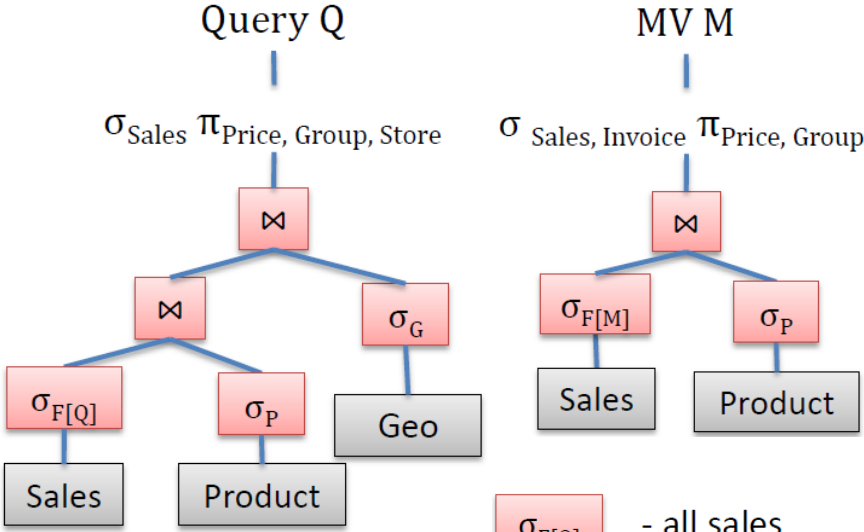 Query Q
MV M
σSales πPrice, Group, Store
σ Sales, Invoice πPrice, Group
⋈
⋈
⋈
σG
σF[M]
σP
σF[Q]
σP
Geo
Sales
Product
Sales
Product
- all sales